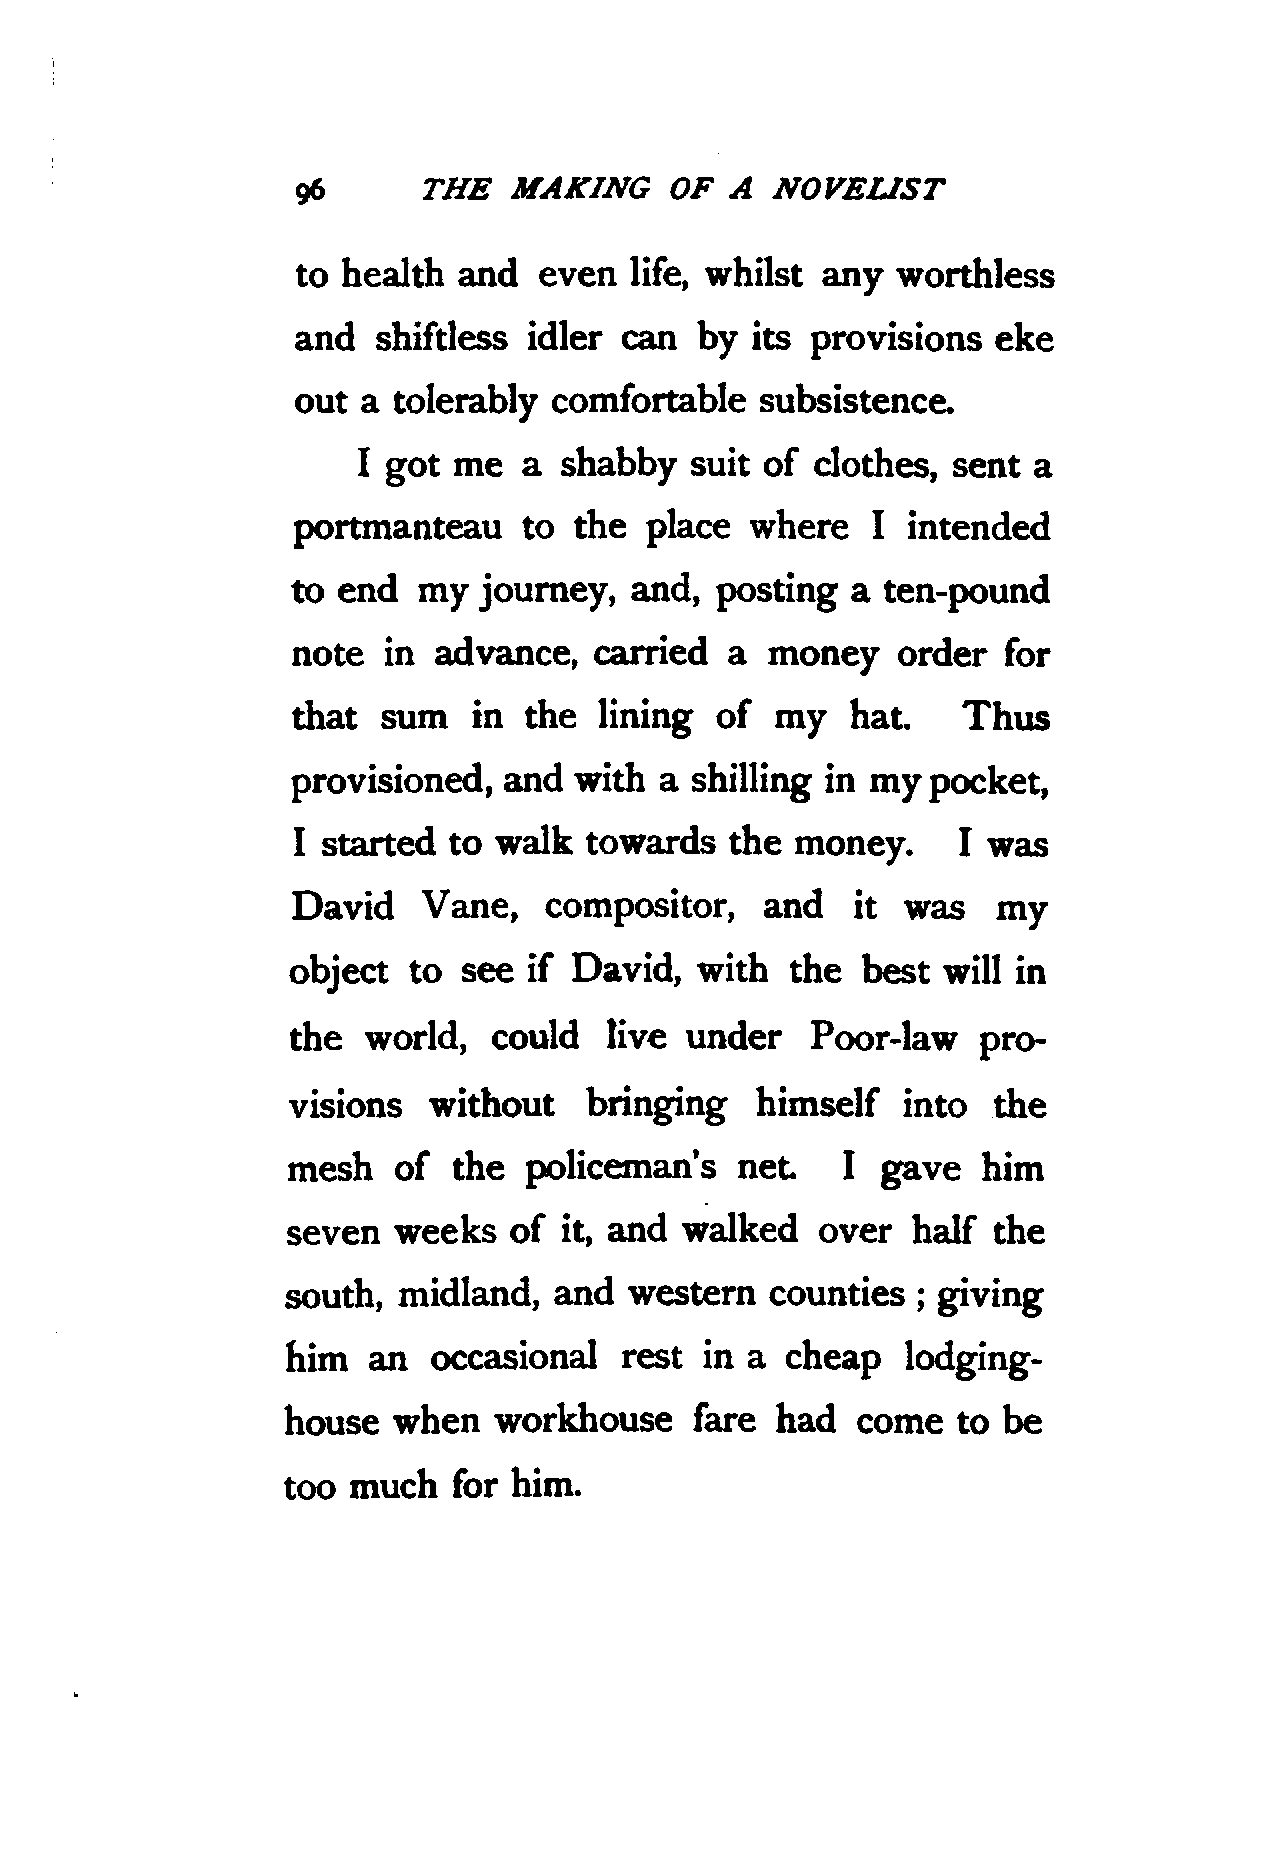 96 THE MAKING OF A NOVELIST
to health and even life, whilst any worthless
and shiftless idler can by its provisions eke
out a tolerably comfortable subsistence.
I got me a shabby suit of clothes, sent a
portmanteau to the place where I intended
to end my journey, and, posting a ten-pound
note in advance, carried a money order for
that sum in the lining of my hat. Thus
provisioned, and with a shilling in my pocket,
I started to walk towards the money. I was
David Vane, compositor, and it was my
object to see if David, with the best will in
the world, could live under Poor-law pro-
visions without bringing himself into the
mesh of the policeman's net. I gave him
seven weeks of it, and walked over half the
south, midland, and western counties ; giving
him an occasional rest in a cheap lodging-
house when workhouse fare had come to be
too much for him.